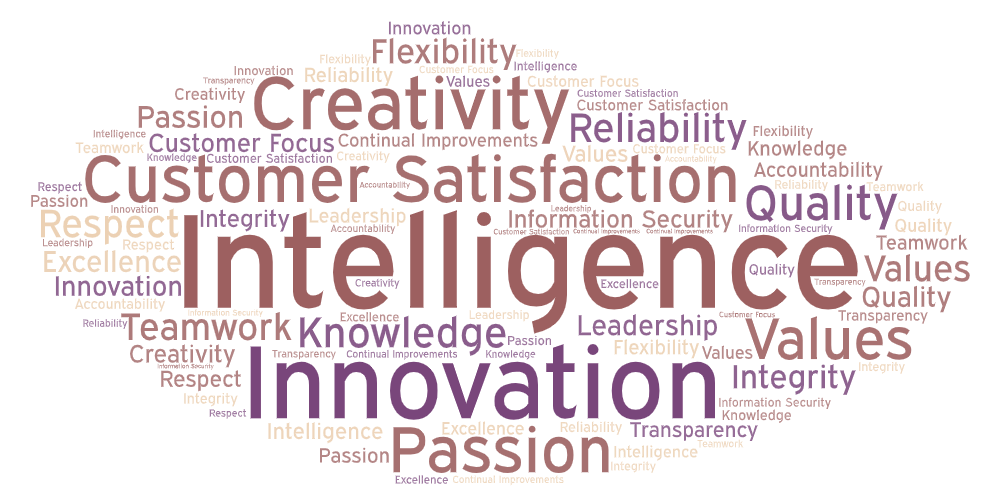 Innovation
Flexibility
Flexibility
Flexibility
Customer Focus
Intelligence
Innovation
Reliability
Transparency
Values
Customer Focus
Creativity
Creativity
Customer Satisfaction
Customer Satisfaction
Passion
Reliability
Flexibility
Intelligence
Customer Focus
Continual Improvements
Teamwork
Values
Customer Focus
Knowledge
Knowledge
Customer Satisfaction
Creativity
Accountability
Customer Satisfaction
Accountability
Accountability
Respect
Reliability
Teamwork
Passion
Quality
Innovation
Leadership
Quality
Respect
Integrity
Leadership
Information Security
Quality
Accountability
Customer Satisfaction
Continual Improvements
Continual Improvements
Information Security
Leadership
Respect
Teamwork
Intelligence
Excellence
Quality
Values
Innovation
Creativity
Excellence
Transparency
Quality
Accountability
Information Security
Excellence
Leadership
Customer Focus
Transparency
Reliability
Teamwork
Knowledge
Leadership
Values
Passion
Creativity
Transparency
Continual Improvements
Knowledge
Flexibility
Values
Information Security
Integrity
Respect
Innovation
Integrity
Integrity
Respect
Information Security
Knowledge
Intelligence
Excellence
Reliability
Transparency
Passion
Teamwork
Passion
Intelligence
Integrity
Excellence
Continual Improvements